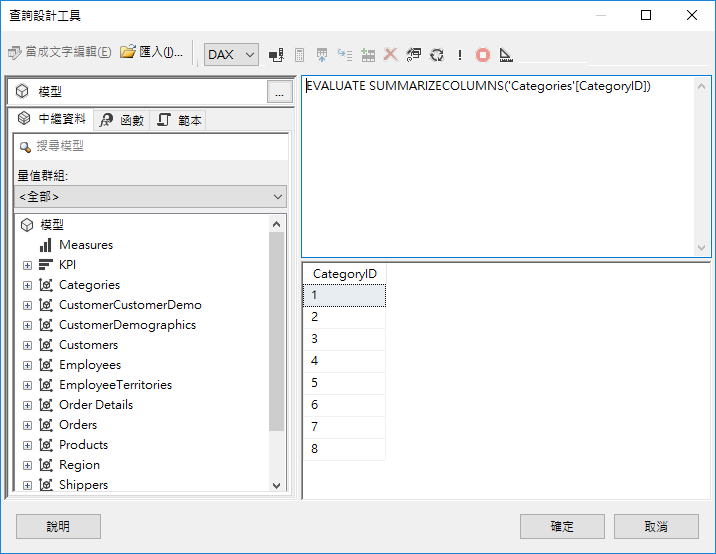 查詢設計工具
當成文字編輯(E) 匯入(I)... DAX
模型 ...
中繼資料 函數 範本
搜尋模型
量值群組:
<全部>
模型
Measures
KPI
Categories
CustomerCustomerDemo
CustomerDemographics
Customers
Employees
EmployeeTerritories
Order Details
Orders
Products
Region
Shippers
EVALUATE SUMMARIZECOLUMNS('Categories'[CategoryID])
CategoryID
1
2
3
4
5
6
7
8
說明 確定 取消